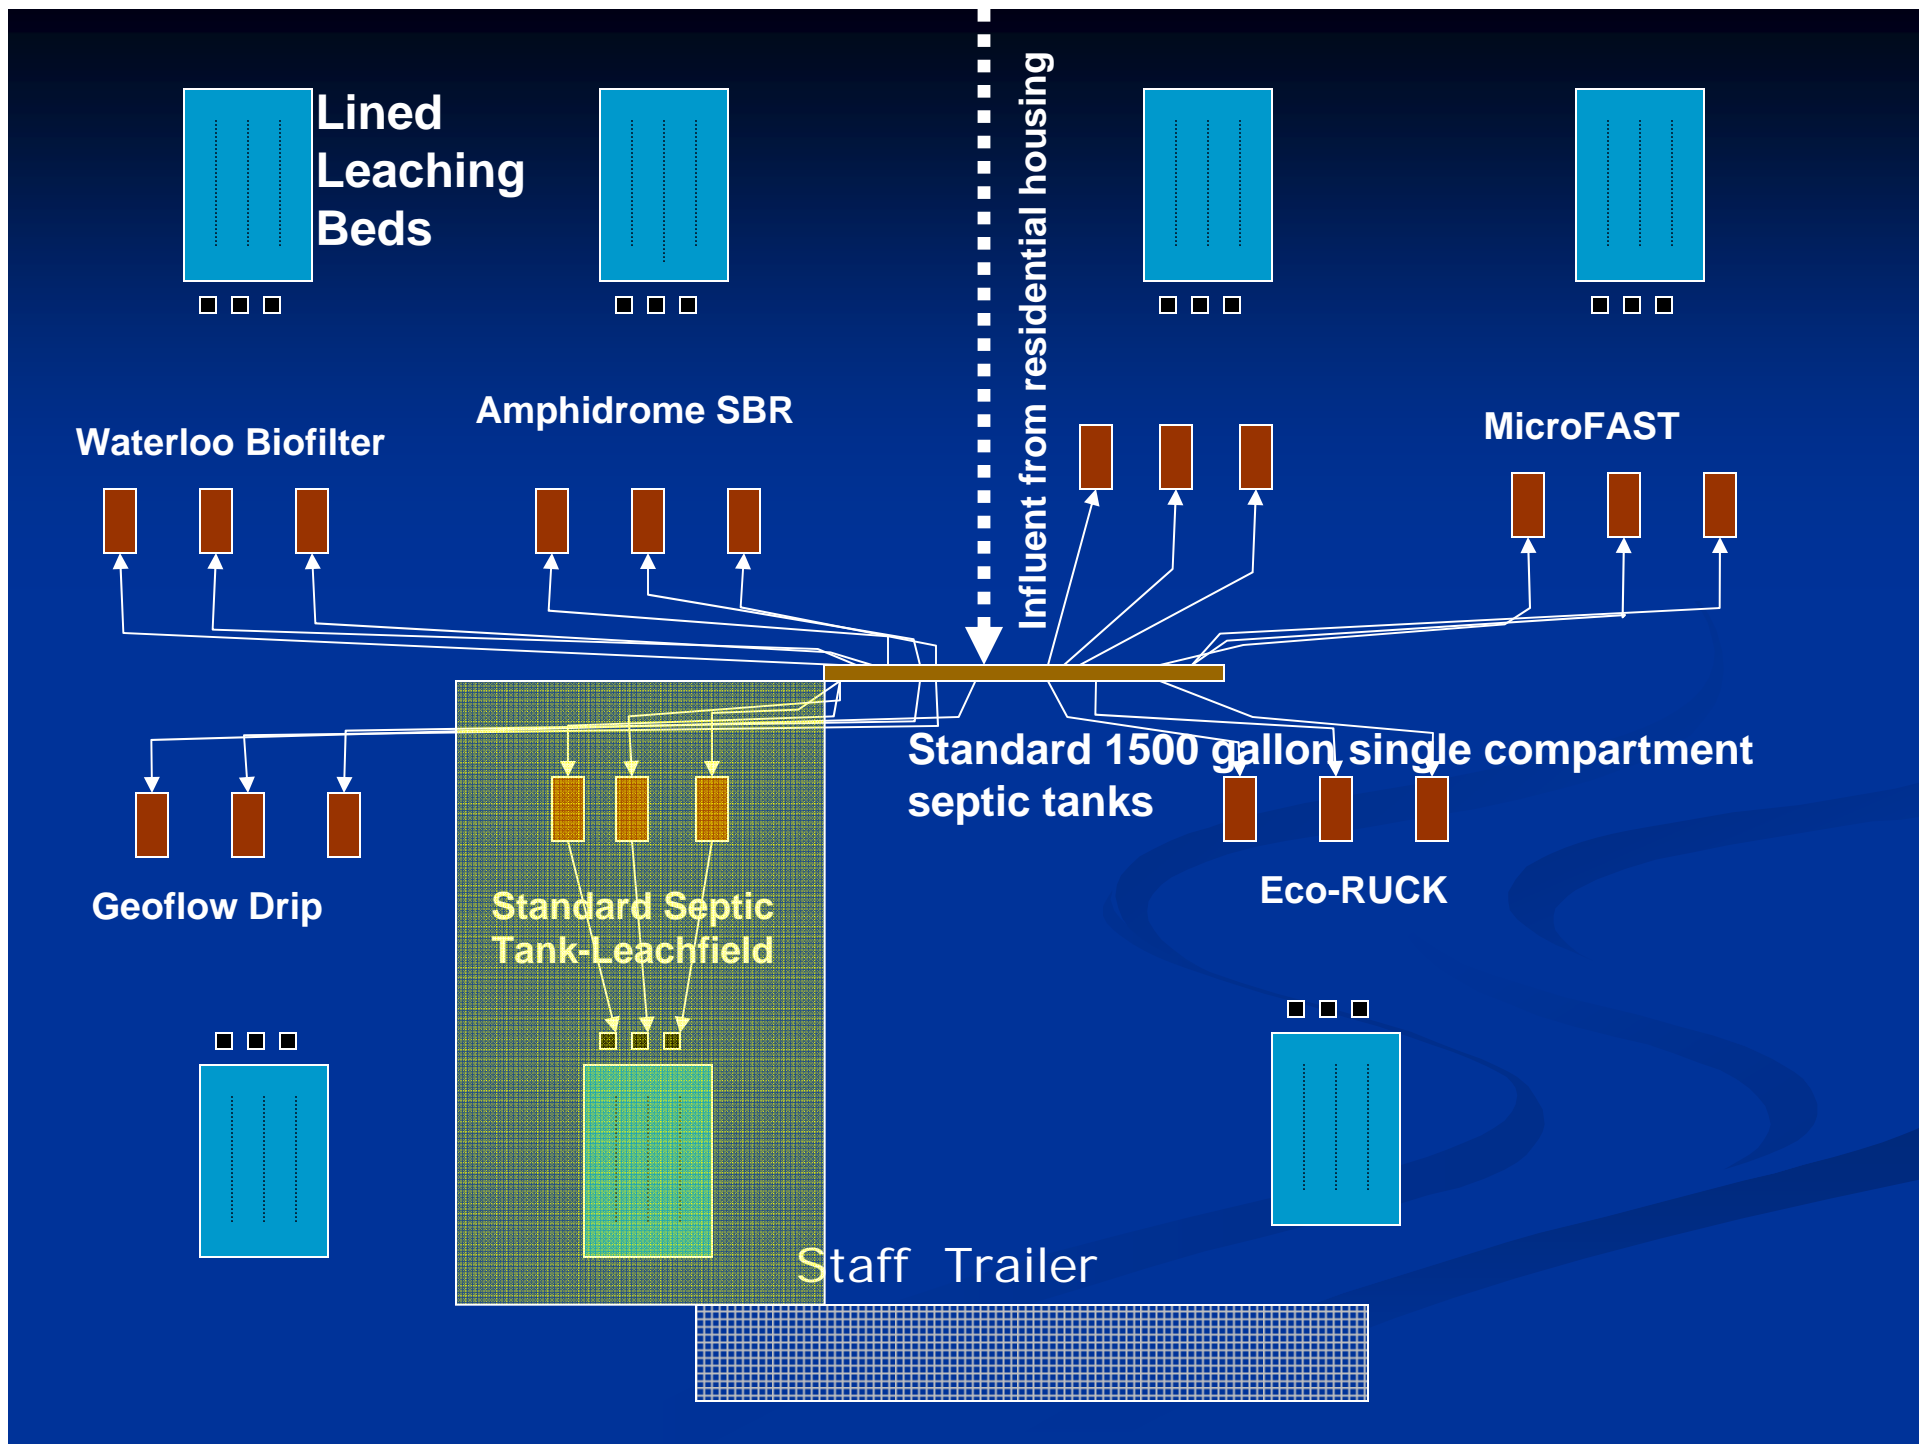 Lined
Leaching
Beds
Influent from residential housing
Amphidrome SBR
MicroFAST
Waterloo Biofilter
Standard 1500 gallon single compartment
septic tanks
Eco-RUCK
Geoflow Drip
Standard Septic
Tank-Leachfield
Staff Trailer